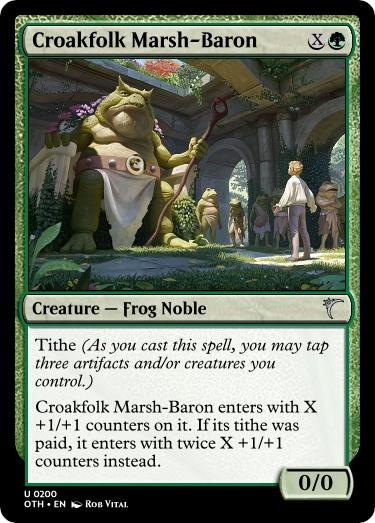 Croakfolk Marsh-Baron X
Creature — Frog Noble
Tithe (As you cast this spell, you may tap
three artifacts and/or creatures you
control.)
Croakfolk Marsh-Baron enters with X
+1/+1 counters on it. If its tithe was
paid, it enters with twice X +1/+1
counters instead.
0/0
U 0200
OTH • EN Rob Vital